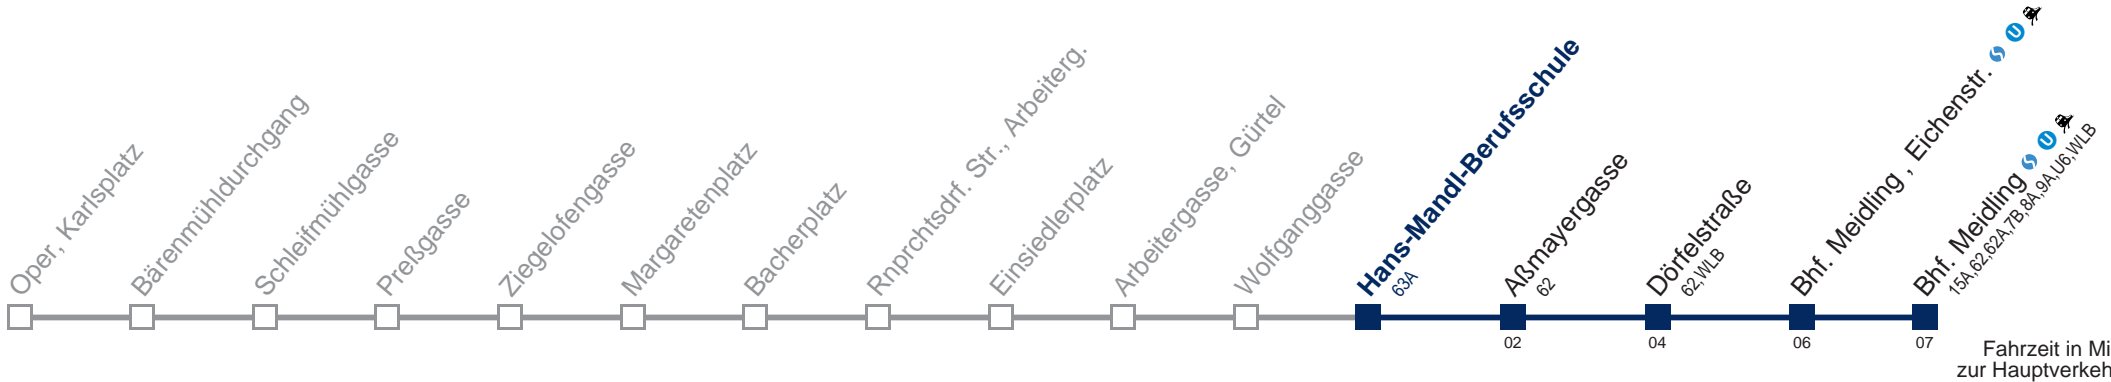 Oper, Karlsplatz
Bärenmühldurchgang
Schleifmühlgasse
Preßgasse
Ziegelofengasse
Margaretenplatz
Bacherplatz
Rnprchtsdrf. Str., Arbeiterg.
Einsiedlerplatz
Arbeitergasse, Gürtel
Wolfganggasse
Hans-Mandl-Berufsschule
63A
Aßmayergasse
62
Dörfelstraße
62,WLB
Bhf. Meidling , Eichenstr. S U
Bhf. Meidling S U
15A,62,62A,7B,8A,9A,U6,WLB
02
04
06
07
Fahrzeit in Mi
zur Hauptverkeh